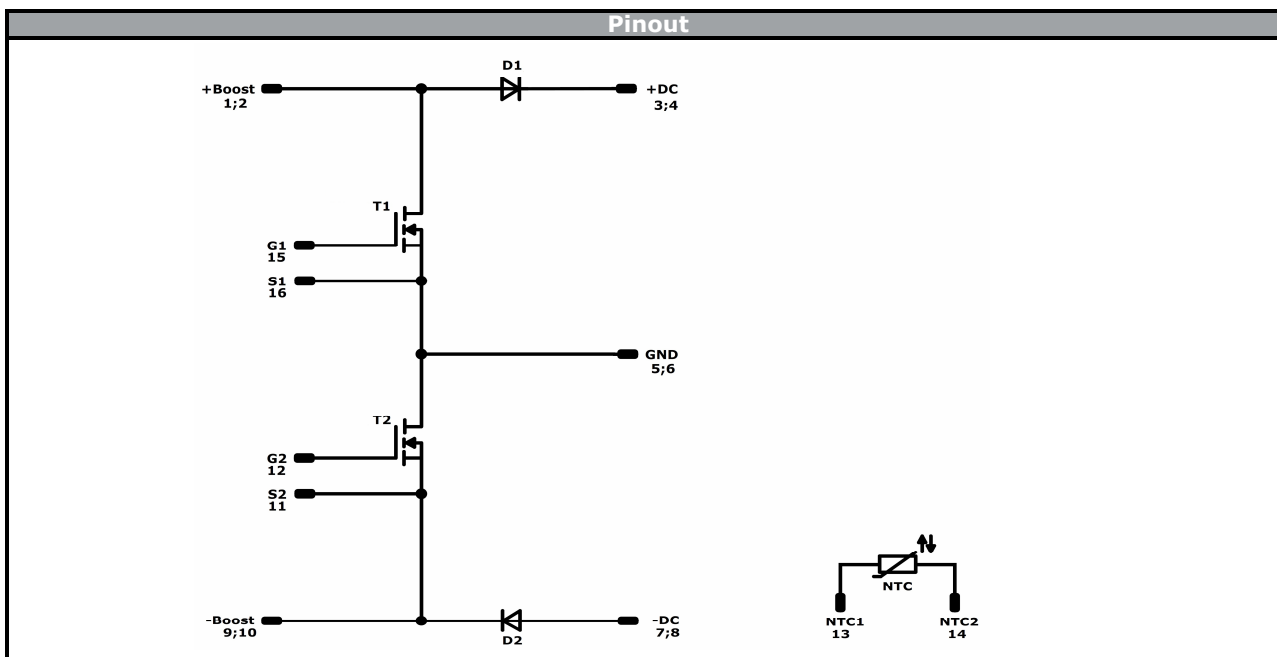 Pinout
D1
+Boost
1;2
+DC
3;4
T1
G1
15
S1
16
GND
5;6
T2
G2
12
S2
11
NTC
-Boost
9;10
D2
-DC
7;8
NTC1
13
NTC2
14